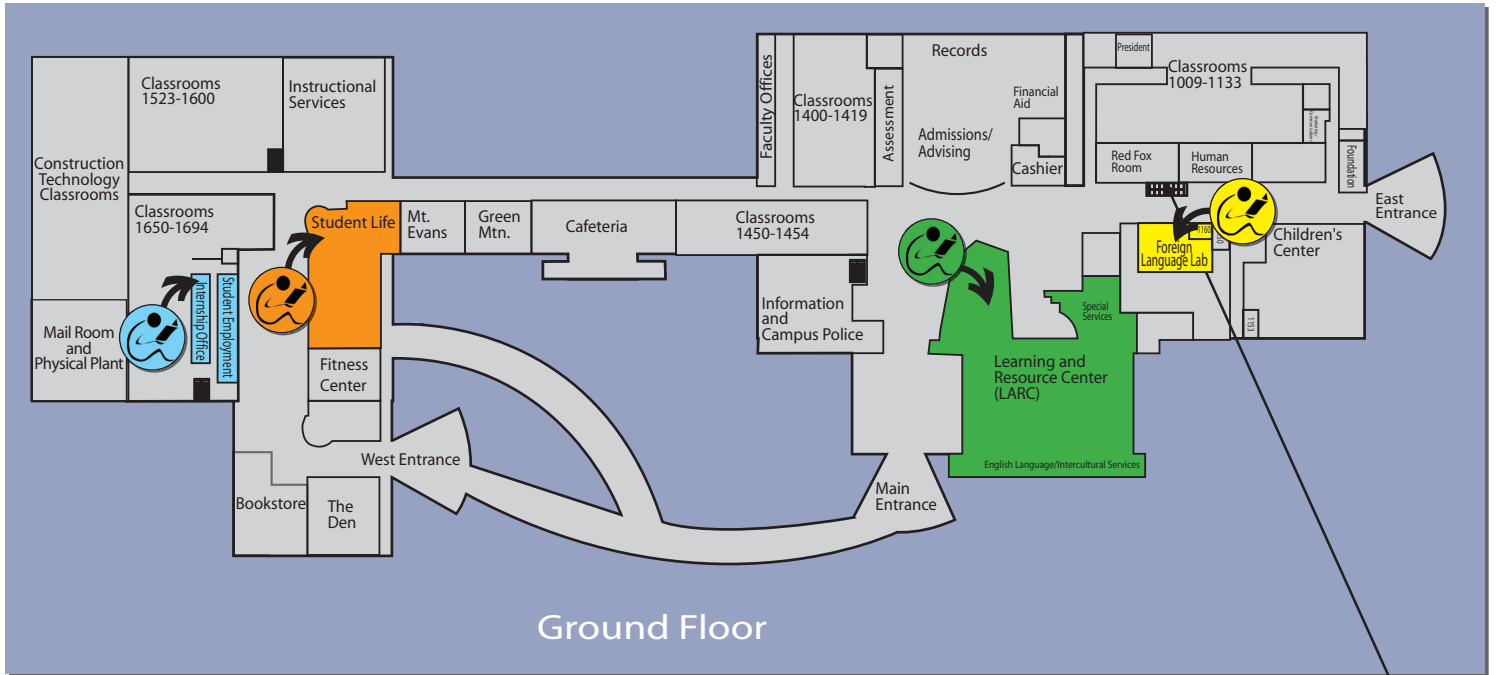 Classrooms
1523-1600
Instructional
Services
Construction
Technology
Classrooms
Classrooms
1650-1694
Student Life
Mt.
Evans
Green
Mtn.
Cafeteria
Classrooms
1450-1454
Internship Office
Student Employment
Mail Room
and
Physical Plant
Fitness
Center
West Entrance
Bookstore
The
Den
Faculty Offices
Classrooms
1400-1419
Assessment
Records
Admissions/
Advising
Financial
Aid
Cashier
President
Classrooms
1009-1133
Red Fox
Room
Human
Resources
Foundation
East
Entrance
1160
Foreign
Language Lab
Children's
Center
1153
Information
and
Campus Police
Special
Services
Learning and
Resource Center
(LARC)
English Language/Intercultural Services
Main
Entrance
Ground Floor